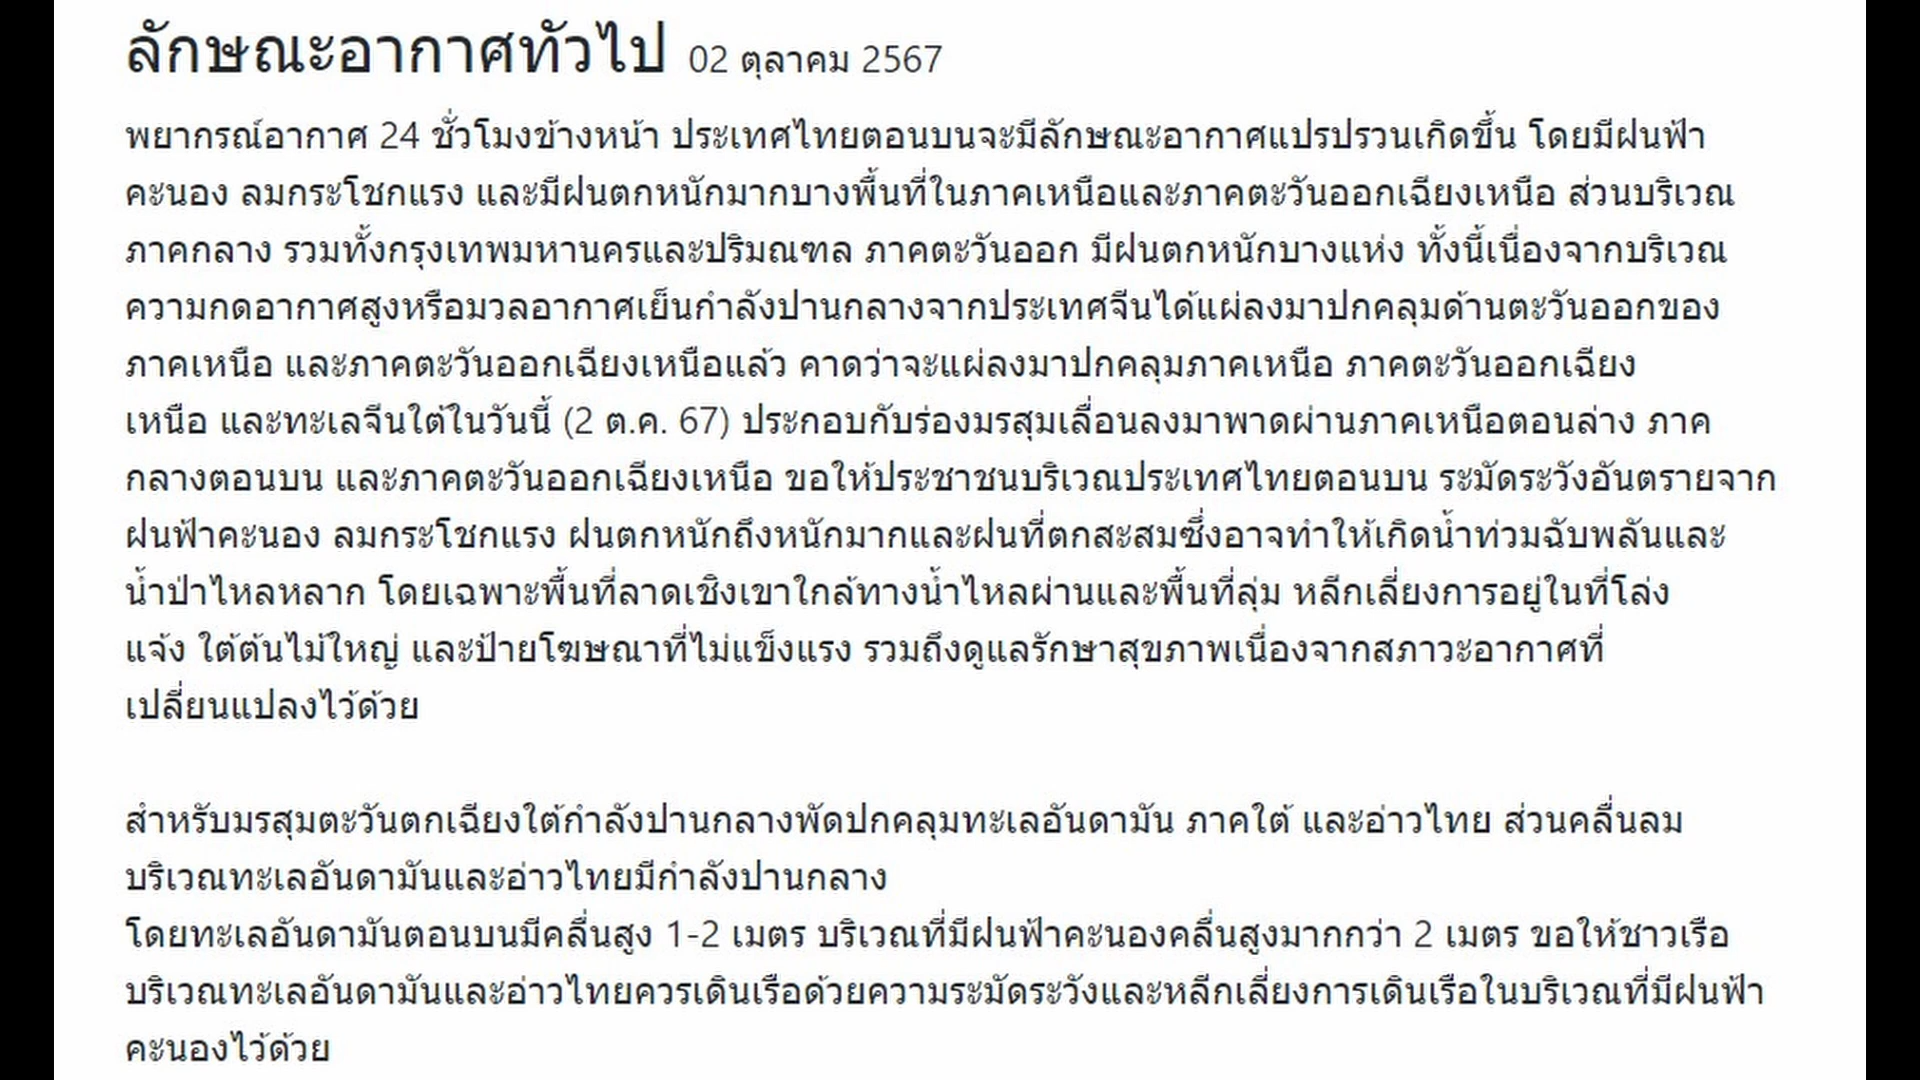 ลักษณะอากาศทั่วไป 02 ตุลาคม 2567
พยากรณ์อากาศ 24 ชั่วโมงข้างหน้า ประเทศไทยตอนบนจะมีลักษณะอากาศแปรปรวนเกิดขึ้น โดยมีฝนฟ้า
คะนอง ลมกระโชกแรง และมีฝนตกหนักมากบางพื้นที่ในภาคเหนือและภาคตะวันออกเฉียงเหนือ ส่วนบริเวณ
ภาคกลาง รวมทั้งกรุงเทพมหานครและปริมณฑล ภาคตะวันออก มีฝนตกหนักบางแห่ง ทั้งนี้เนื่องจากบริเวณ
ความกดอากาศสูงหรือมวลอากาศเย็นกำลังปานกลางจากประเทศจีนได้แผ่ลงมาปกคลุมด้านตะวันออกของ
ภาคเหนือ และภาคตะวันออกเฉียงเหนือแล้ว คาดว่าจะแผ่ลงมาปกคลุมภาคเหนือ ภาคตะวันออกเฉียง
เหนือ และทะเลจีนใต้ในวันนี้ (2 ต.ค. 67) ประกอบกับร่องมรสุมเลื่อนลงมาพาดผ่านภาคเหนือตอนล่าง ภาค
กลางตอนบน และภาคตะวันออกเฉียงเหนือ ขอให้ประชาชนบริเวณประเทศไทยตอนบน ระมัดระวังอันตรายจาก
ฝนฟ้าคะนอง ลมกระโชกแรง ฝนตกหนักถึงหนักมากและฝนที่ตกสะสมซึ่งอาจทำให้เกิดน้ำท่วมฉับพลันและ
น้ำป่าไหลหลาก โดยเฉพาะพื้นที่ลาดเชิงเขาใกล้ทางน้ำไหลผ่านและพื้นที่ลุ่ม หลีกเลี่ยงการอยู่ในที่โล่ง
แจ้ง ใต้ต้นไม้ใหญ่ และป้ายโฆษณาที่ไม่แข็งแรง รวมถึงดูแลรักษาสุขภาพเนื่องจากสภาวะอากาศที่
เปลี่ยนแปลงไว้ด้วย
สำหรับมรสุมตะวันตกเฉียงใต้กำลังปานกลางพัดปกคลุมทะเลอันดามัน ภาคใต้ และอ่าวไทย ส่วนคลื่นลม
บริเวณทะเลอันดามันและอ่าวไทยมีกำลังปานกลาง
โดยทะเลอันดามันตอนบนมีคลื่นสูง 1-2 เมตร บริเวณที่มีฝนฟ้าคะนองคลื่นสูงมากกว่า 2 เมตร ขอให้ชาวเรือ
บริเวณทะเลอันดามันและอ่าวไทยควรเดินเรือด้วยความระมัดระวังและหลีกเลี่ยงการเดินเรือในบริเวณที่มีฝนฟ้า
คะนองไว้ด้วย